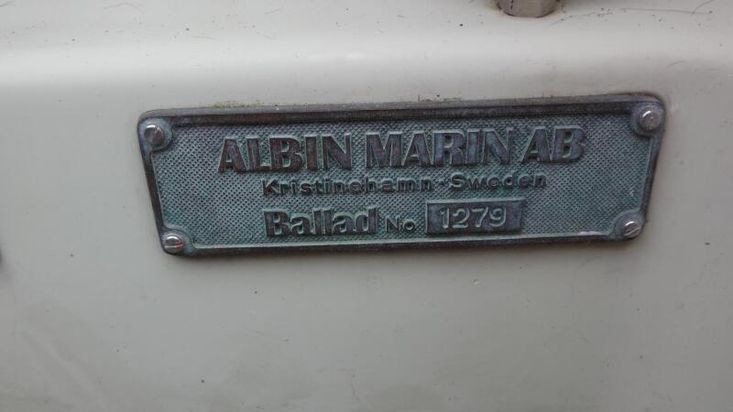 ALBIN MARIN AB
Kristinehamn · Sweden
Ballad No 1279